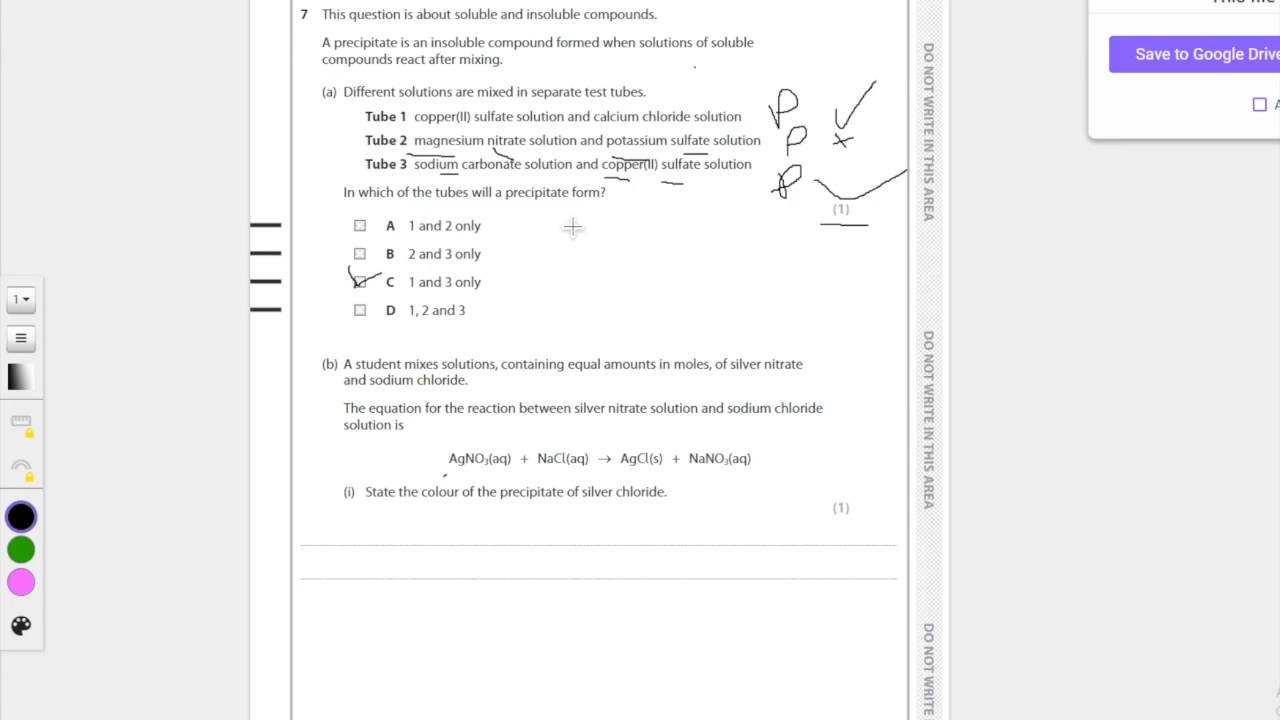 7 This question is about soluble and insoluble compounds.
A precipitate is an insoluble compound formed when solutions of soluble
compounds react after mixing.
(a) Different solutions are mixed in separate test tubes.
Tube 1 copper(II) sulfate solution and calcium chloride solution
Tube 2 magnesium nitrate solution and potassium sulfate solution
Tube 3 sodium carbonate solution and copper(II) sulfate solution
P ✓
P ×
P ✓
In which of the tubes will a precipitate form?
(1)
A 1 and 2 only
B 2 and 3 only
C 1 and 3 only
D 1, 2 and 3
(b) A student mixes solutions, containing equal amounts in moles, of silver nitrate
and sodium chloride.
The equation for the reaction between silver nitrate solution and sodium chloride
solution is
AgNO₃(aq) + NaCl(aq) → AgCl(s) + NaNO₃(aq)
(i) State the colour of the precipitate of silver chloride.
(1)
DO NOT WRITE IN THIS AREA
DO NOT WRITE IN THIS AREA
DO NOT WRITE
Save to Google Drive
1